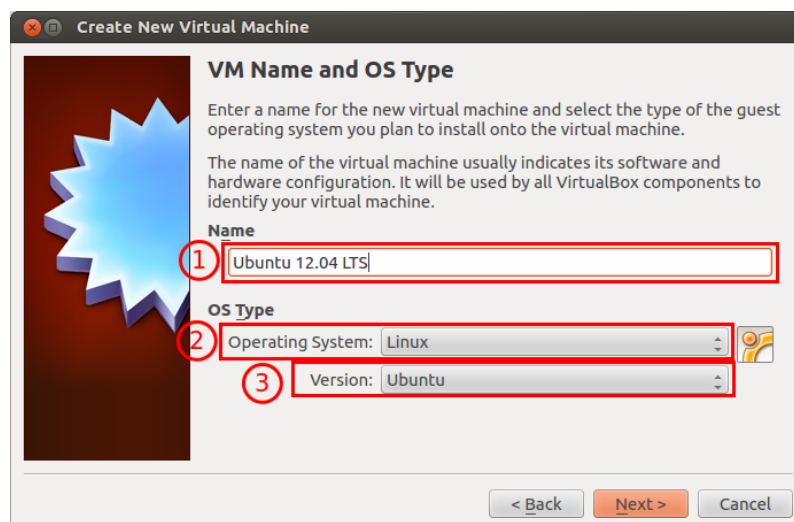 Create New Virtual Machine
VM Name and OS Type
Enter a name for the new virtual machine and select the type of the guest
operating system you plan to install onto the virtual machine.
The name of the virtual machine usually indicates its software and
hardware configuration. It will be used by all VirtualBox components to
identify your virtual machine.
Name
1
Ubuntu 12.04 LTS
OS Type
2
Operating System: Linux
3
Version: Ubuntu
< Back
Next >
Cancel